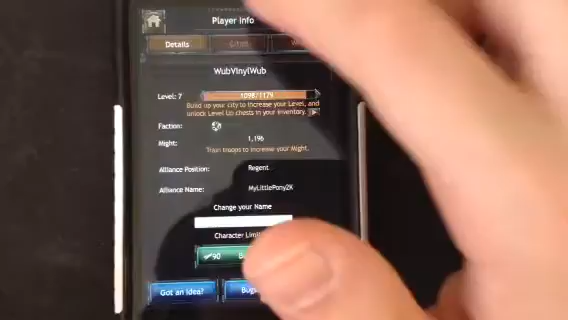 Player Info
Details
WubVinylWub
Level: 7
1098/1179
Build up your city to increase your Level, and
unlock Level Up chests in your inventory.
Faction:
Might:
1,196
Train troops to increase your Might.
Alliance Position:
Regent
Alliance Name:
MyLittlePony2K
Change your Name
Character
90
Got an Idea?